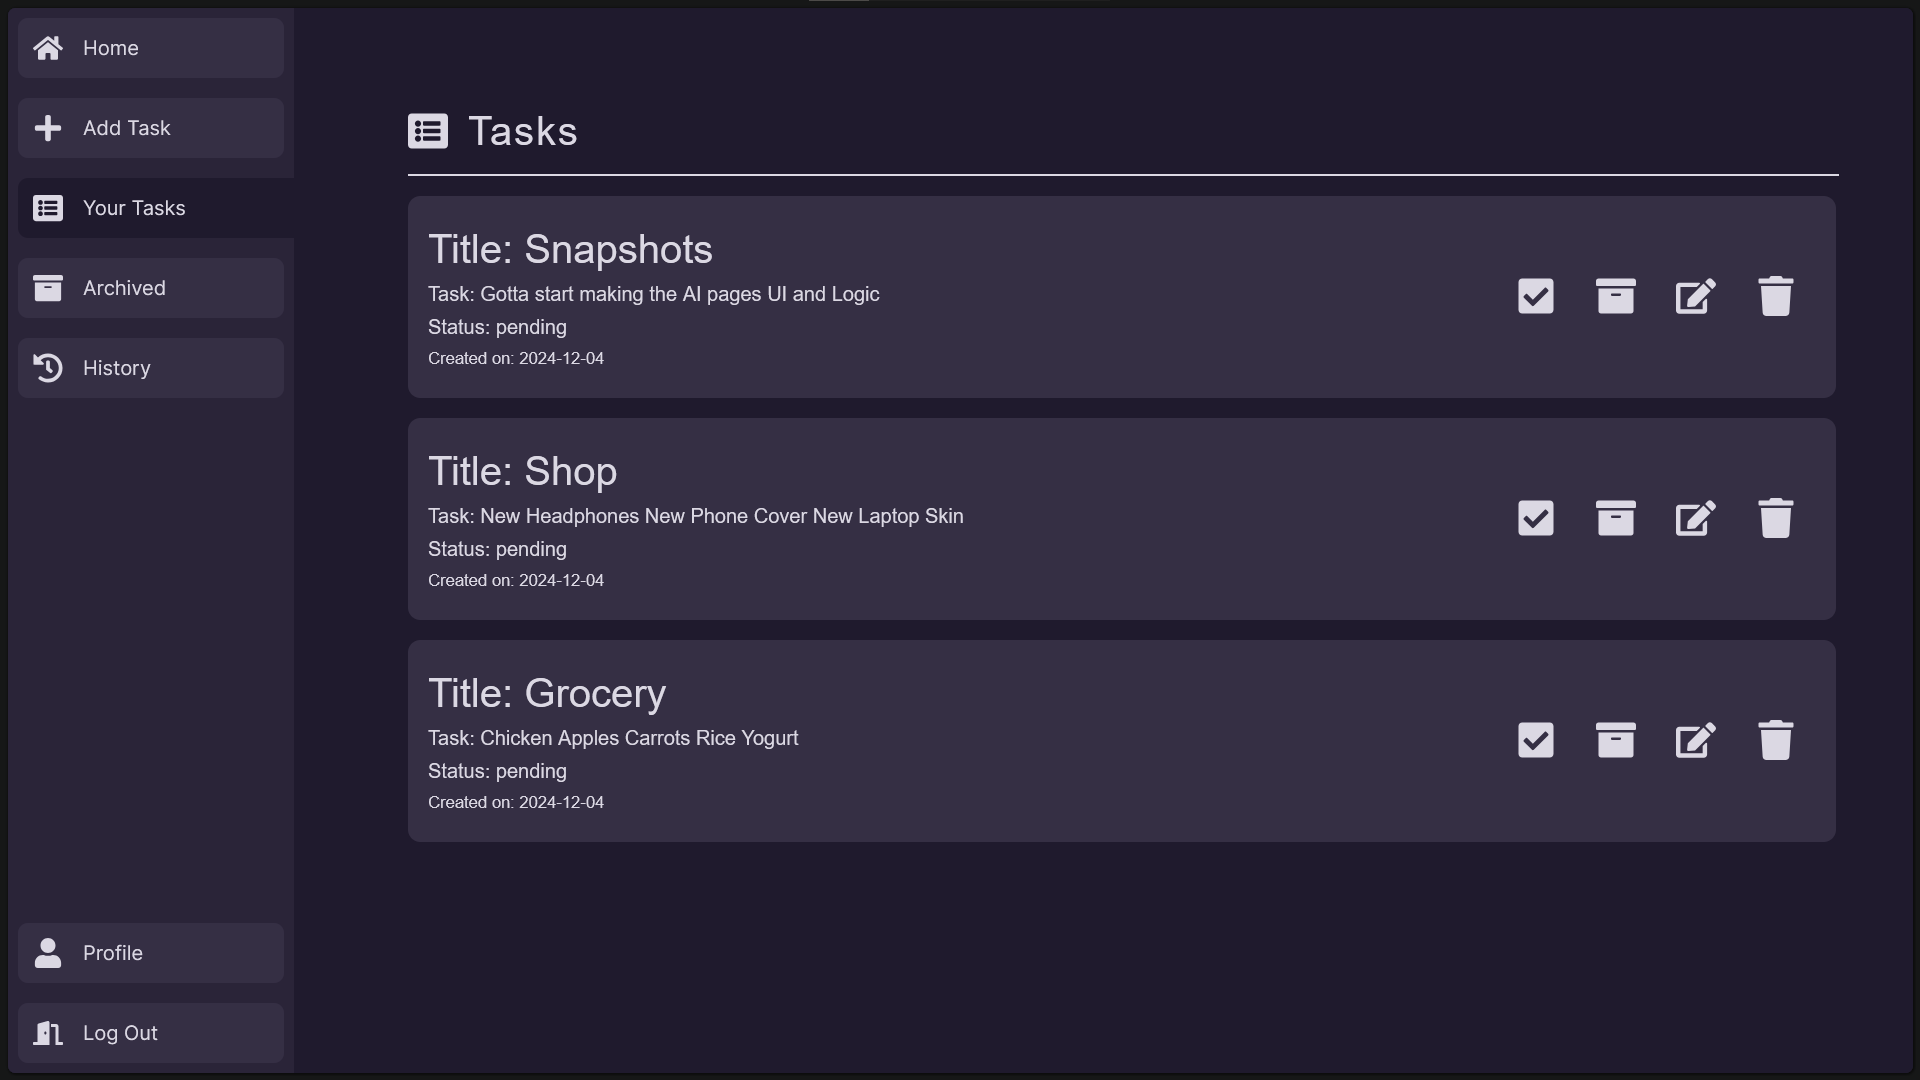 Home
Add Task
Your Tasks
Archived
History
Profile
Log Out
Tasks
Title: Snapshots
Task: Gotta start making the AI pages UI and Logic
Status: pending
Created on: 2024-12-04
Title: Shop
Task: New Headphones New Phone Cover New Laptop Skin
Status: pending
Created on: 2024-12-04
Title: Grocery
Task: Chicken Apples Carrots Rice Yogurt
Status: pending
Created on: 2024-12-04